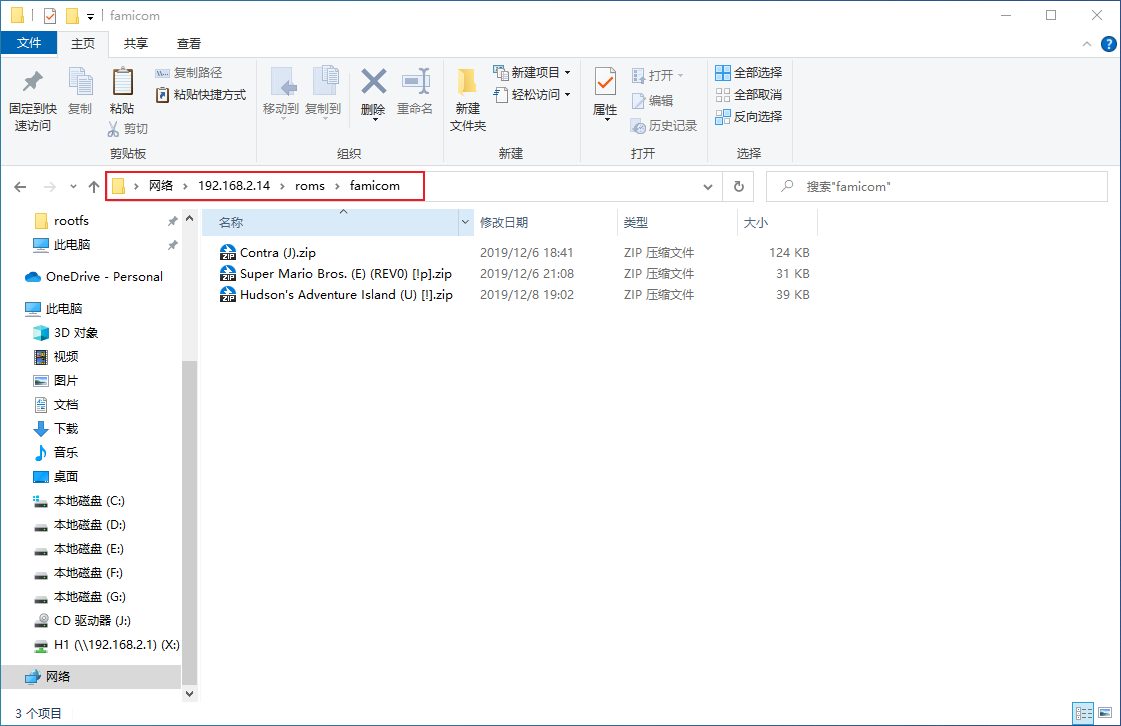 famicom
文件 主页 共享 查看
固定到快速访问
复制
粘贴
复制路径
粘贴快捷方式
剪切
剪贴板
移动到
复制到
删除
重命名
组织
新建文件夹
新建项目
轻松访问
新建
属性
打开
编辑
历史记录
打开
全部选择
全部取消
反向选择
选择
网络 192.168.2.14 roms famicom
搜索"famicom"
rootfs
此电脑
OneDrive - Personal
此电脑
3D 对象
视频
图片
文档
下载
音乐
桌面
本地磁盘 (C:)
本地磁盘 (D:)
本地磁盘 (E:)
本地磁盘 (F:)
本地磁盘 (G:)
CD 驱动器 (J:)
H1 (\\192.168.2.1) (X:)
网络
名称 修改日期 类型 大小
Contra (J).zip 2019/12/6 18:41 ZIP 压缩文件 124 KB
Super Mario Bros. (E) (REV0) [!p].zip 2019/12/6 21:08 ZIP 压缩文件 31 KB
Hudson's Adventure Island (U) [!].zip 2019/12/8 19:02 ZIP 压缩文件 39 KB
3 个项目